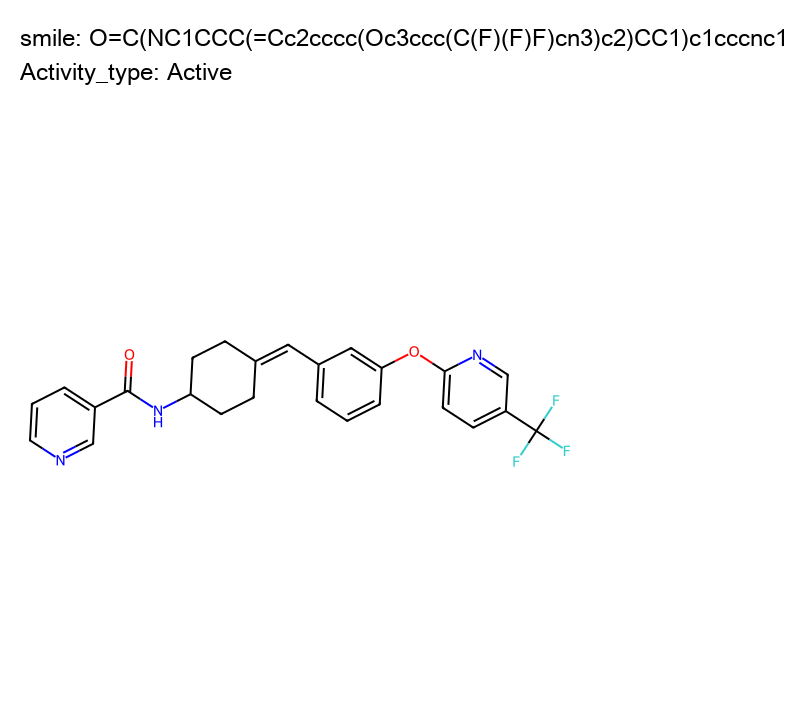 smile: O=C(NC1CCC(=Cc2cccc(Oc3ccc(C(F)(F)F)cn3)c2)CC1)c1cccnc1
Activity_type: Active
O
N
H
N
O
N
F
F
F